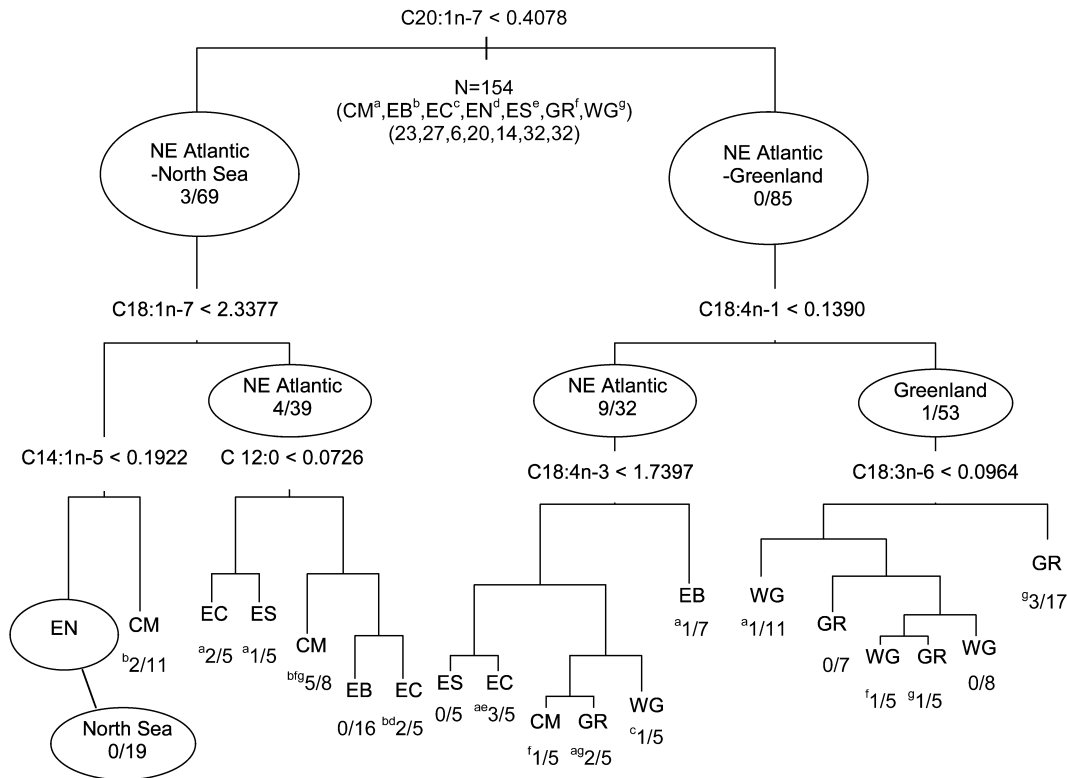 C20:1n-7 < 0.4078
N=154
(CMᵃ,EBᵇ,ECᶜ,ENᵈ,ESᵉ,GRᶠ,WGᵍ)
(23,27,6,20,14,32,32)
NE Atlantic
-North Sea
3/69
NE Atlantic
-Greenland
0/85
C18:1n-7 < 2.3377
C18:4n-1 < 0.1390
NE Atlantic
4/39
NE Atlantic
9/32
Greenland
1/53
C14:1n-5 < 0.1922
C 12:0 < 0.0726
C18:4n-3 < 1.7397
C18:3n-6 < 0.0964
EN
CM
ᵇ2/11
North Sea
0/19
EC
ᵃ2/5
ES
ᵃ1/5
CM
ᵇᶠᵍ5/8
EB
0/16
EC
ᵇᵈ2/5
ES
0/5
EC
ᵃᵉ3/5
CM
ᶠ1/5
GR
ᵃᵍ2/5
WG
ᶜ1/5
EB
ᵃ1/7
WG
ᵃ1/11
GR
0/7
WG
ᶠ1/5
GR
ᵍ1/5
WG
0/8
GR
ᵍ3/17